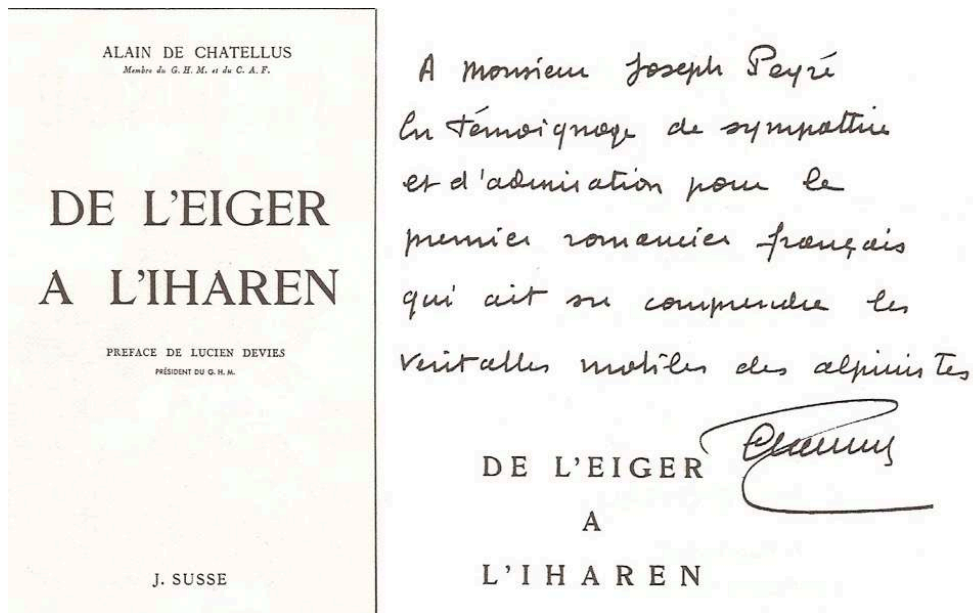 ALAIN DE CHATELLUS
Membre du G. H. M. et du C. A. F.
DE L'EIGER
A L'IHAREN
PREFACE DE LUCIEN DEVIES
PRÉSIDENT DU G. H. M.
J. SUSSE
A Monsieur Joseph Peyré
En témoignage de sympathie
et d'admiration pour le
premier romancier français
qui ait su comprendre les
veritables mobiles des alpinistes
DE L'EIGER
A
L'IHAREN